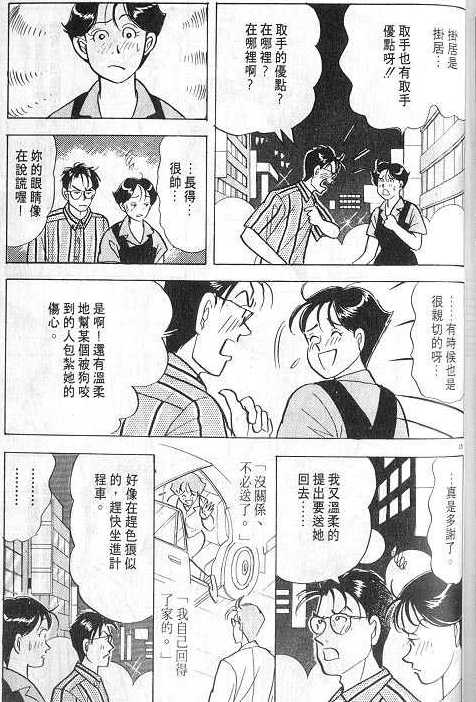 掛居是
掛居…
取手也有取手
優點呀!!
取手的優點?
在哪裡?
在哪裡啊?
…長得…
很帥…
妳的眼睛像
在說謊喔!
…有時候也是
很親切的呀…
是啊!還有溫柔
地幫某個被狗咬
到的人包紮她的
傷心。
…真是多謝了。
我又溫柔的
提出要送她
回去……
「沒關係、
不必送了。」
「我自己回得
了家的。」
好像在趕色狼似
的,趕快坐進計
程車。
………
………